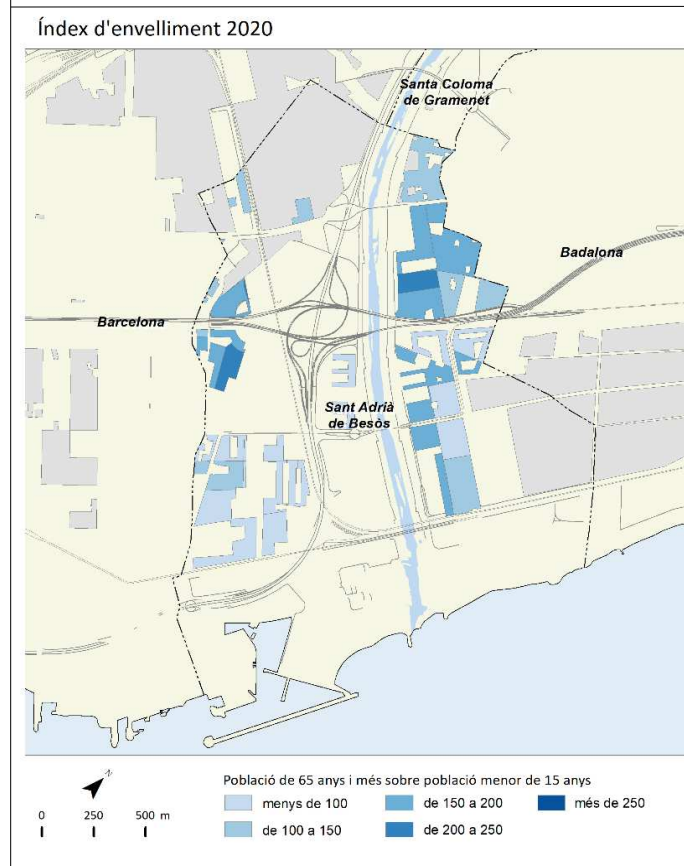 Índex d'envelliment 2020
Santa Coloma
de Gramenet
Badalona
Barcelona
Sant Adrià
de Besòs
N
Població de 65 anys i més sobre població menor de 15 anys
menys de 100
de 150 a 200
més de 250
de 100 a 150
de 200 a 250
0 250 500 m